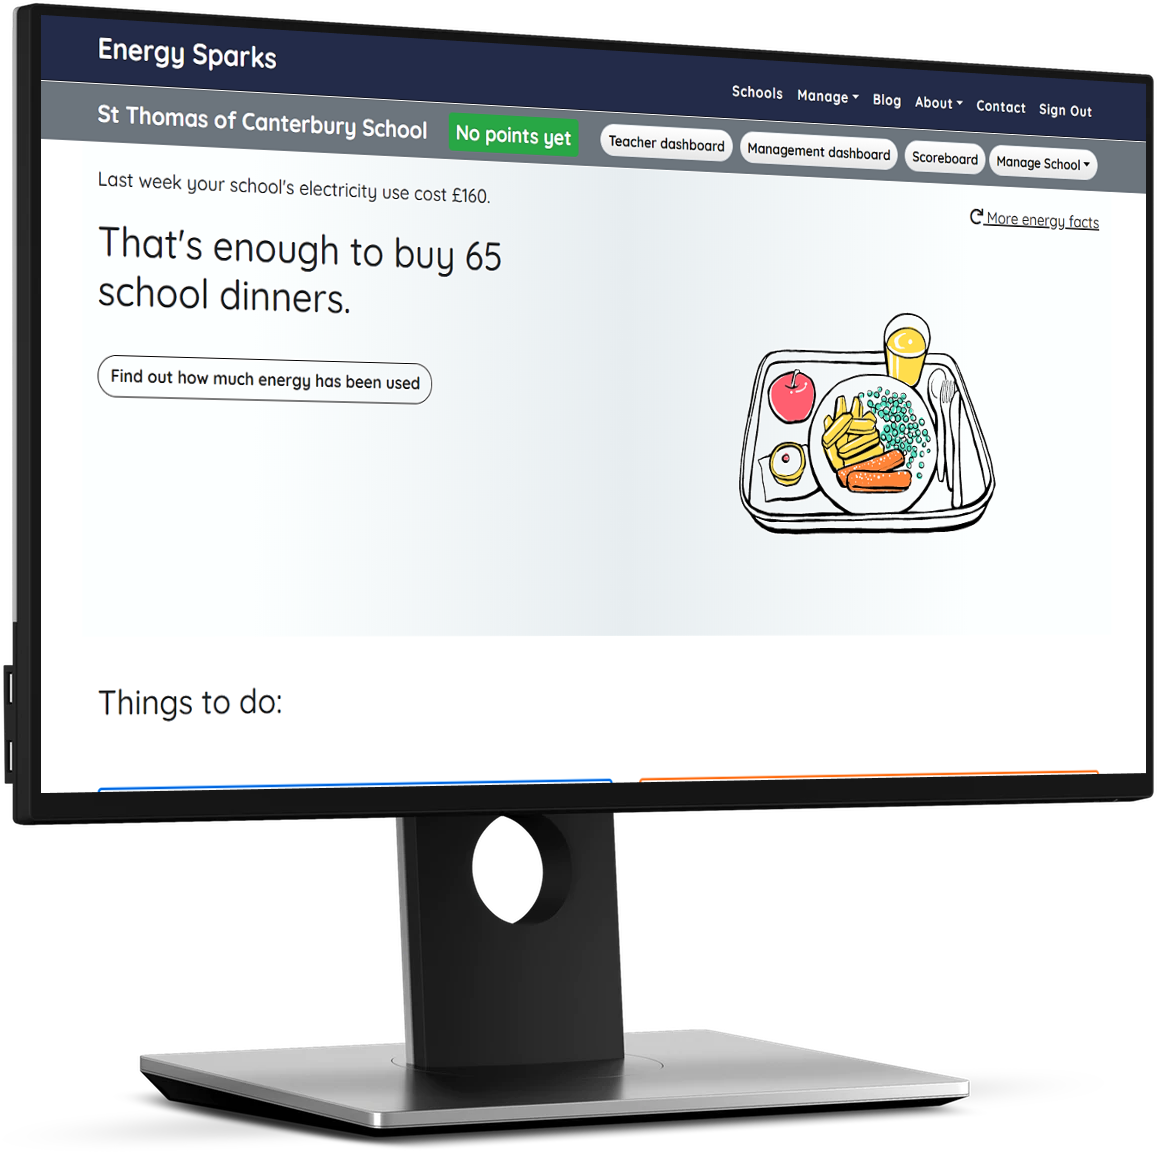 Energy Sparks
Schools Manage Blog About Contact Sign Out
St Thomas of Canterbury School No points yet Teacher dashboard Management dashboard Scoreboard Manage School
Last week your school's electricity use cost £160.
More energy facts
That's enough to buy 65
school dinners.
Find out how much energy has been used
Things to do: